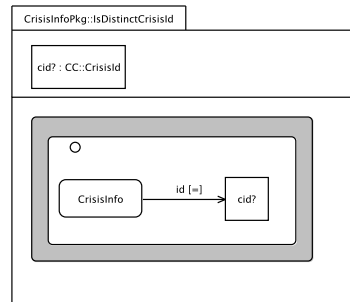 CrisisInfoPkg::IsDistinctCrisisId
cid? : CC::CrisisId
id [=]
CrisisInfo
cid?